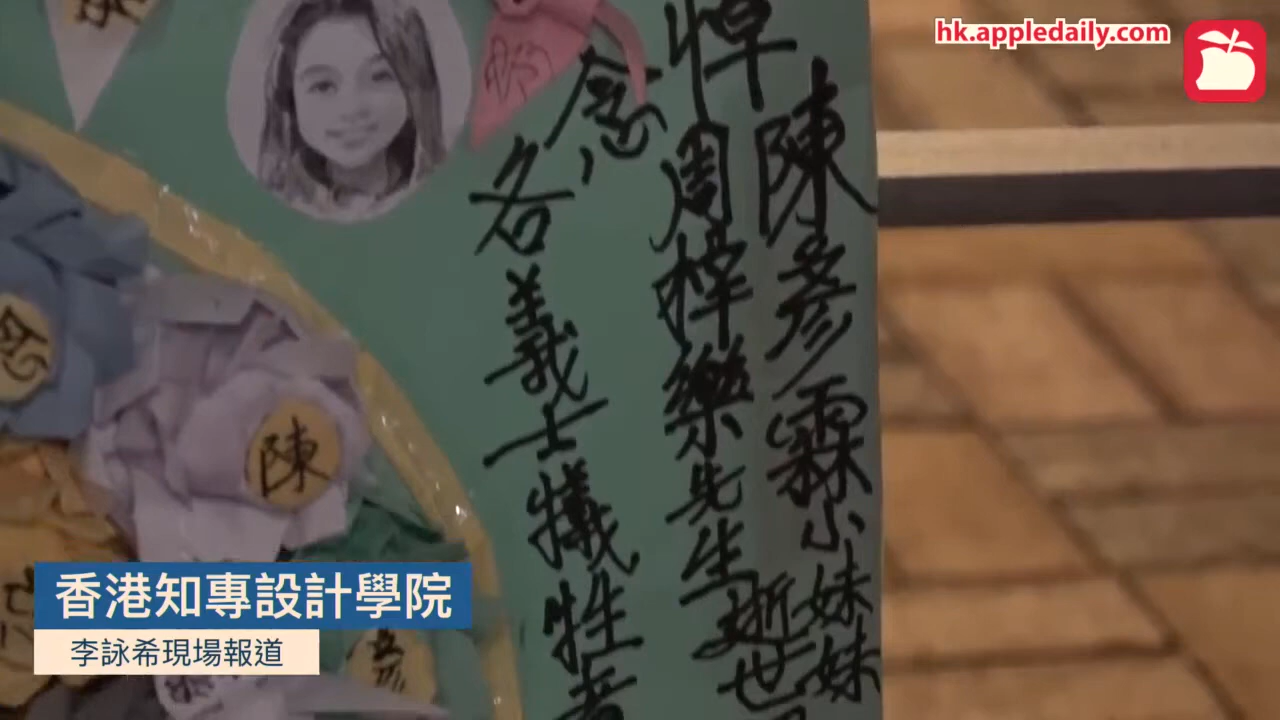 hk.appledaily.com
陳彥霖小妹妹
悼
周梓樂先生逝世
念
各義士犧牲者
陳
香港知專設計學院
李詠希現場報道